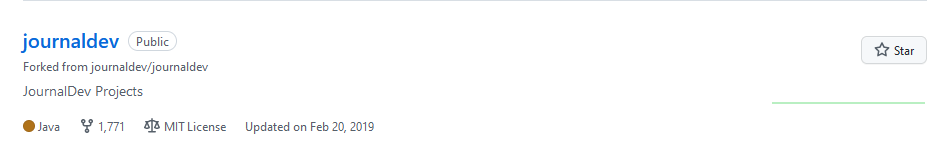 journaldev Public
Star
Forked from journaldev/journaldev
JournalDev Projects
Java 1,771 MIT License Updated on Feb 20, 2019